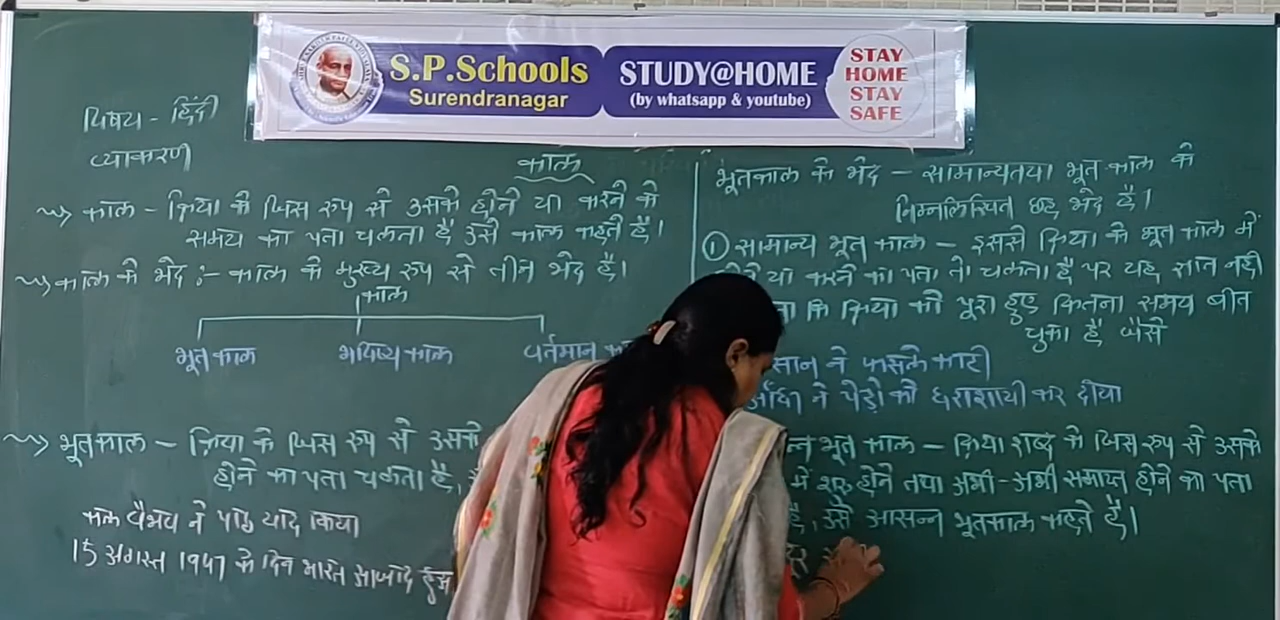 S.P.Schools
Surendranagar
STUDY@HOME
(by whatsapp & youtube)
STAY
HOME
STAY
SAFE
विषय - हिंदी
व्याकरण
काल
काल - क्रिया के जिस रुप से उसके होने या करने के
समय का पता चलता है उसे काल कहते है।
काल के भेद :- काल के मुख्य रुप से तीन भेद है।
काल
भूतकाल भविष्य काल वर्तमान
भूतकाल - क्रिया के जिस रुप से उसके
होने का पता चलता है,
कल वैभव ने पाठ याद किया
15 अगस्त 1947 के दिन भारत आजाद हुआ
भूतकाल के भेद - सामान्यतया भूत काल के
निम्नलिखित छह भेद है।
① सामान्य भूत काल - इससे क्रिया के भूत काल में
या करने का पता तो चलता है पर यह ज्ञात नही
कि क्रिया को पूरा हुए कितना समय बीत
चुका है जैसे
ने फासले काटी
ने पेड़ो को धराशायी कर दीया
भूत काल - क्रिया शब्द के जिस रुप से उसके
में शुरु होने तथा अभी-अभी समाप्त होने का पता
है, उसे आसन्न भूतकाल कहते है।